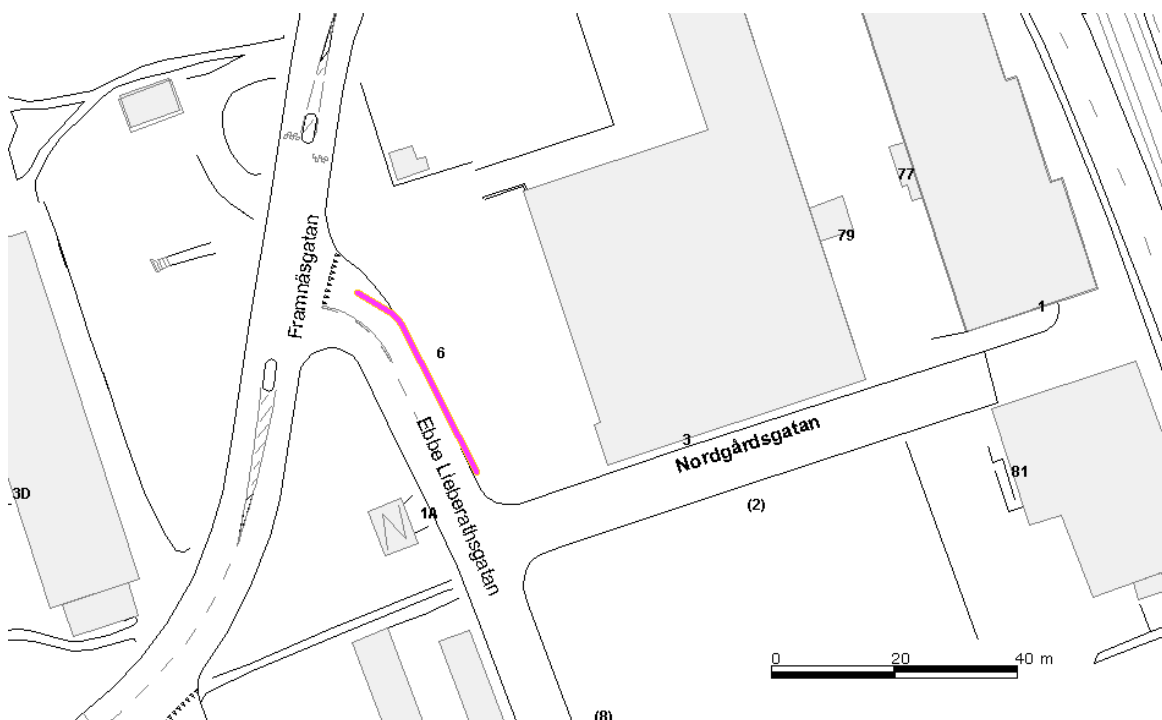 77
79
Framnäsgatan
1
6
Ebbe Lieberathsgatan
3
Nordgårdsgatan
81
3D
(2)
1A
0 20 40 m
(8)